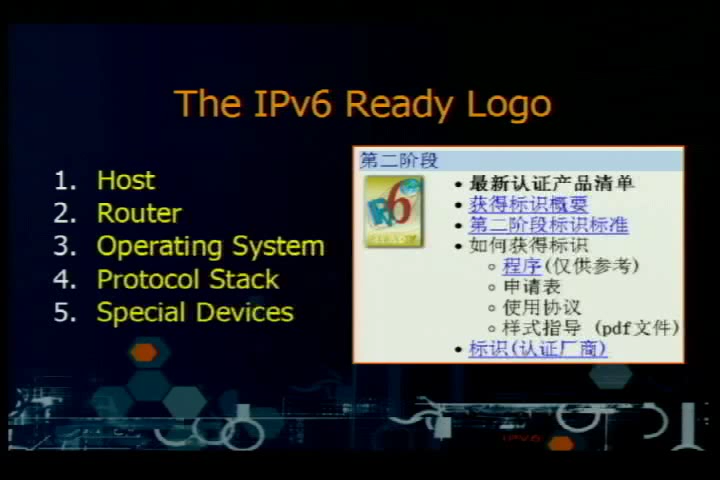 The IPv6 Ready Logo
1. Host
2. Router
3. Operating System
4. Protocol Stack
5. Special Devices
第二阶段
• 最新认证产品清单
• 获得标识概要
• 第二阶段标识标准
• 如何获得标识
◦ 程序(仅供参考)
◦ 申请表
◦ 使用协议
◦ 样式指导 (pdf文件)
• 标识(认证厂商)